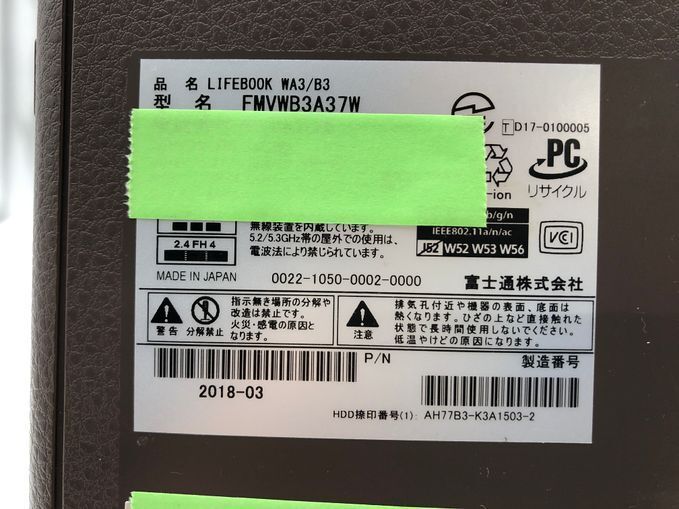 品 名 LIFEBOOK WA3/B3
型 名 FMVWB3A37W
T D17-0100005
-ion
PC
リサイクル
b/g/n
無線装置を内蔵しています。
5.2/5.3GHz帯の屋外での使用は、
電波法により禁じられています。
IEEE802.11a/n/ac
J52 W52 W53 W56
VCI
2.4 FH 4
MADE IN JAPAN
0022-1050-0002-0000
富士通株式会社
警告
分解禁止
指示無き場所の分解や
改造は禁止です。
火災・感電の原因と
なります。
注意
排気孔付近や機器の表面、底面は
熱くなります。ひざの上など直接触れた
状態で長時間使用しないでください。
低温やけどの原因になります。
P/N
製造番号
2018-03
HDD捺印番号(1): AH77B3-K3A1503-2